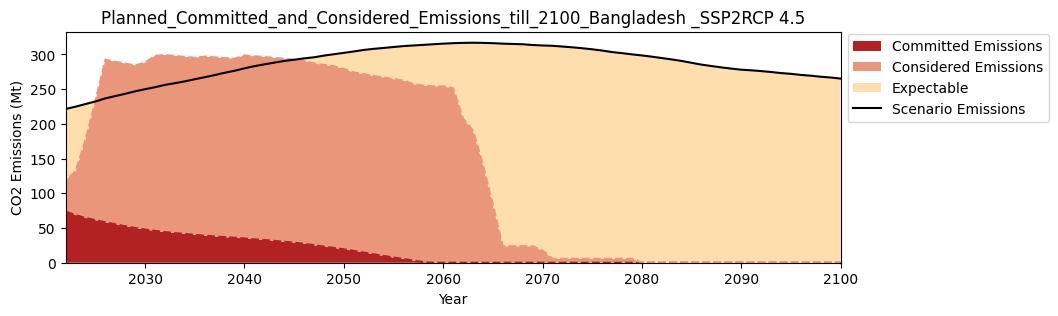 Planned_Committed_and_Considered_Emissions_till_2100_Bangladesh _SSP2RCP 4.5
CO2 Emissions (Mt)
300
250
200
150
100
50
0
2030 2040 2050 2060 2070 2080 2090 2100
Year
Committed Emissions
Considered Emissions
Expectable
Scenario Emissions